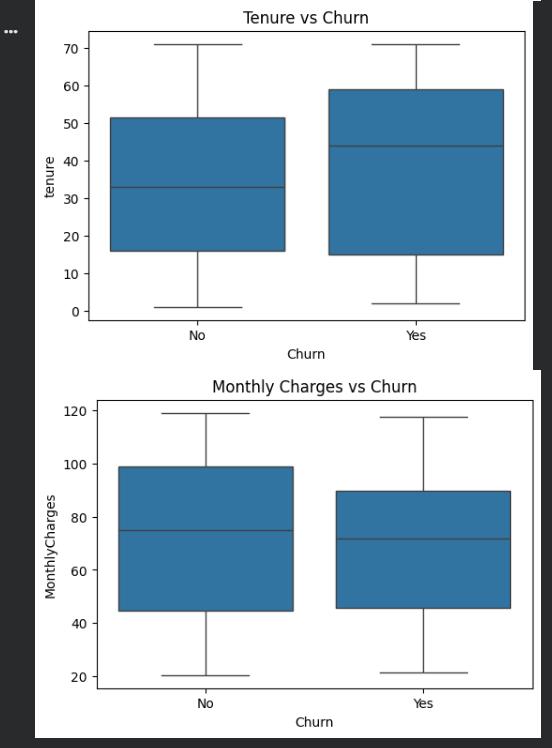 Tenure vs Churn
70
60
50
40
30
20
10
0
tenure
No Yes
Churn
Monthly Charges vs Churn
120
100
80
60
40
20
MonthlyCharges
No Yes
Churn